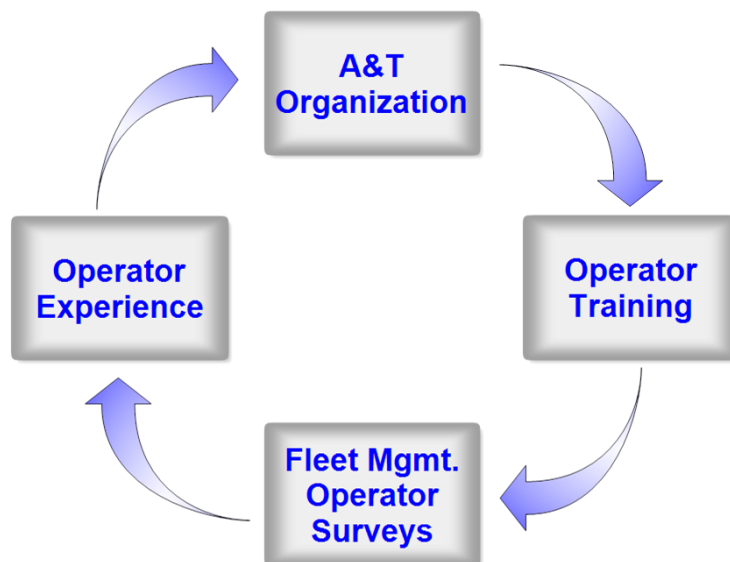 A&T
Organization
Operator
Experience
Operator
Training
Fleet Mgmt.
Operator
Surveys